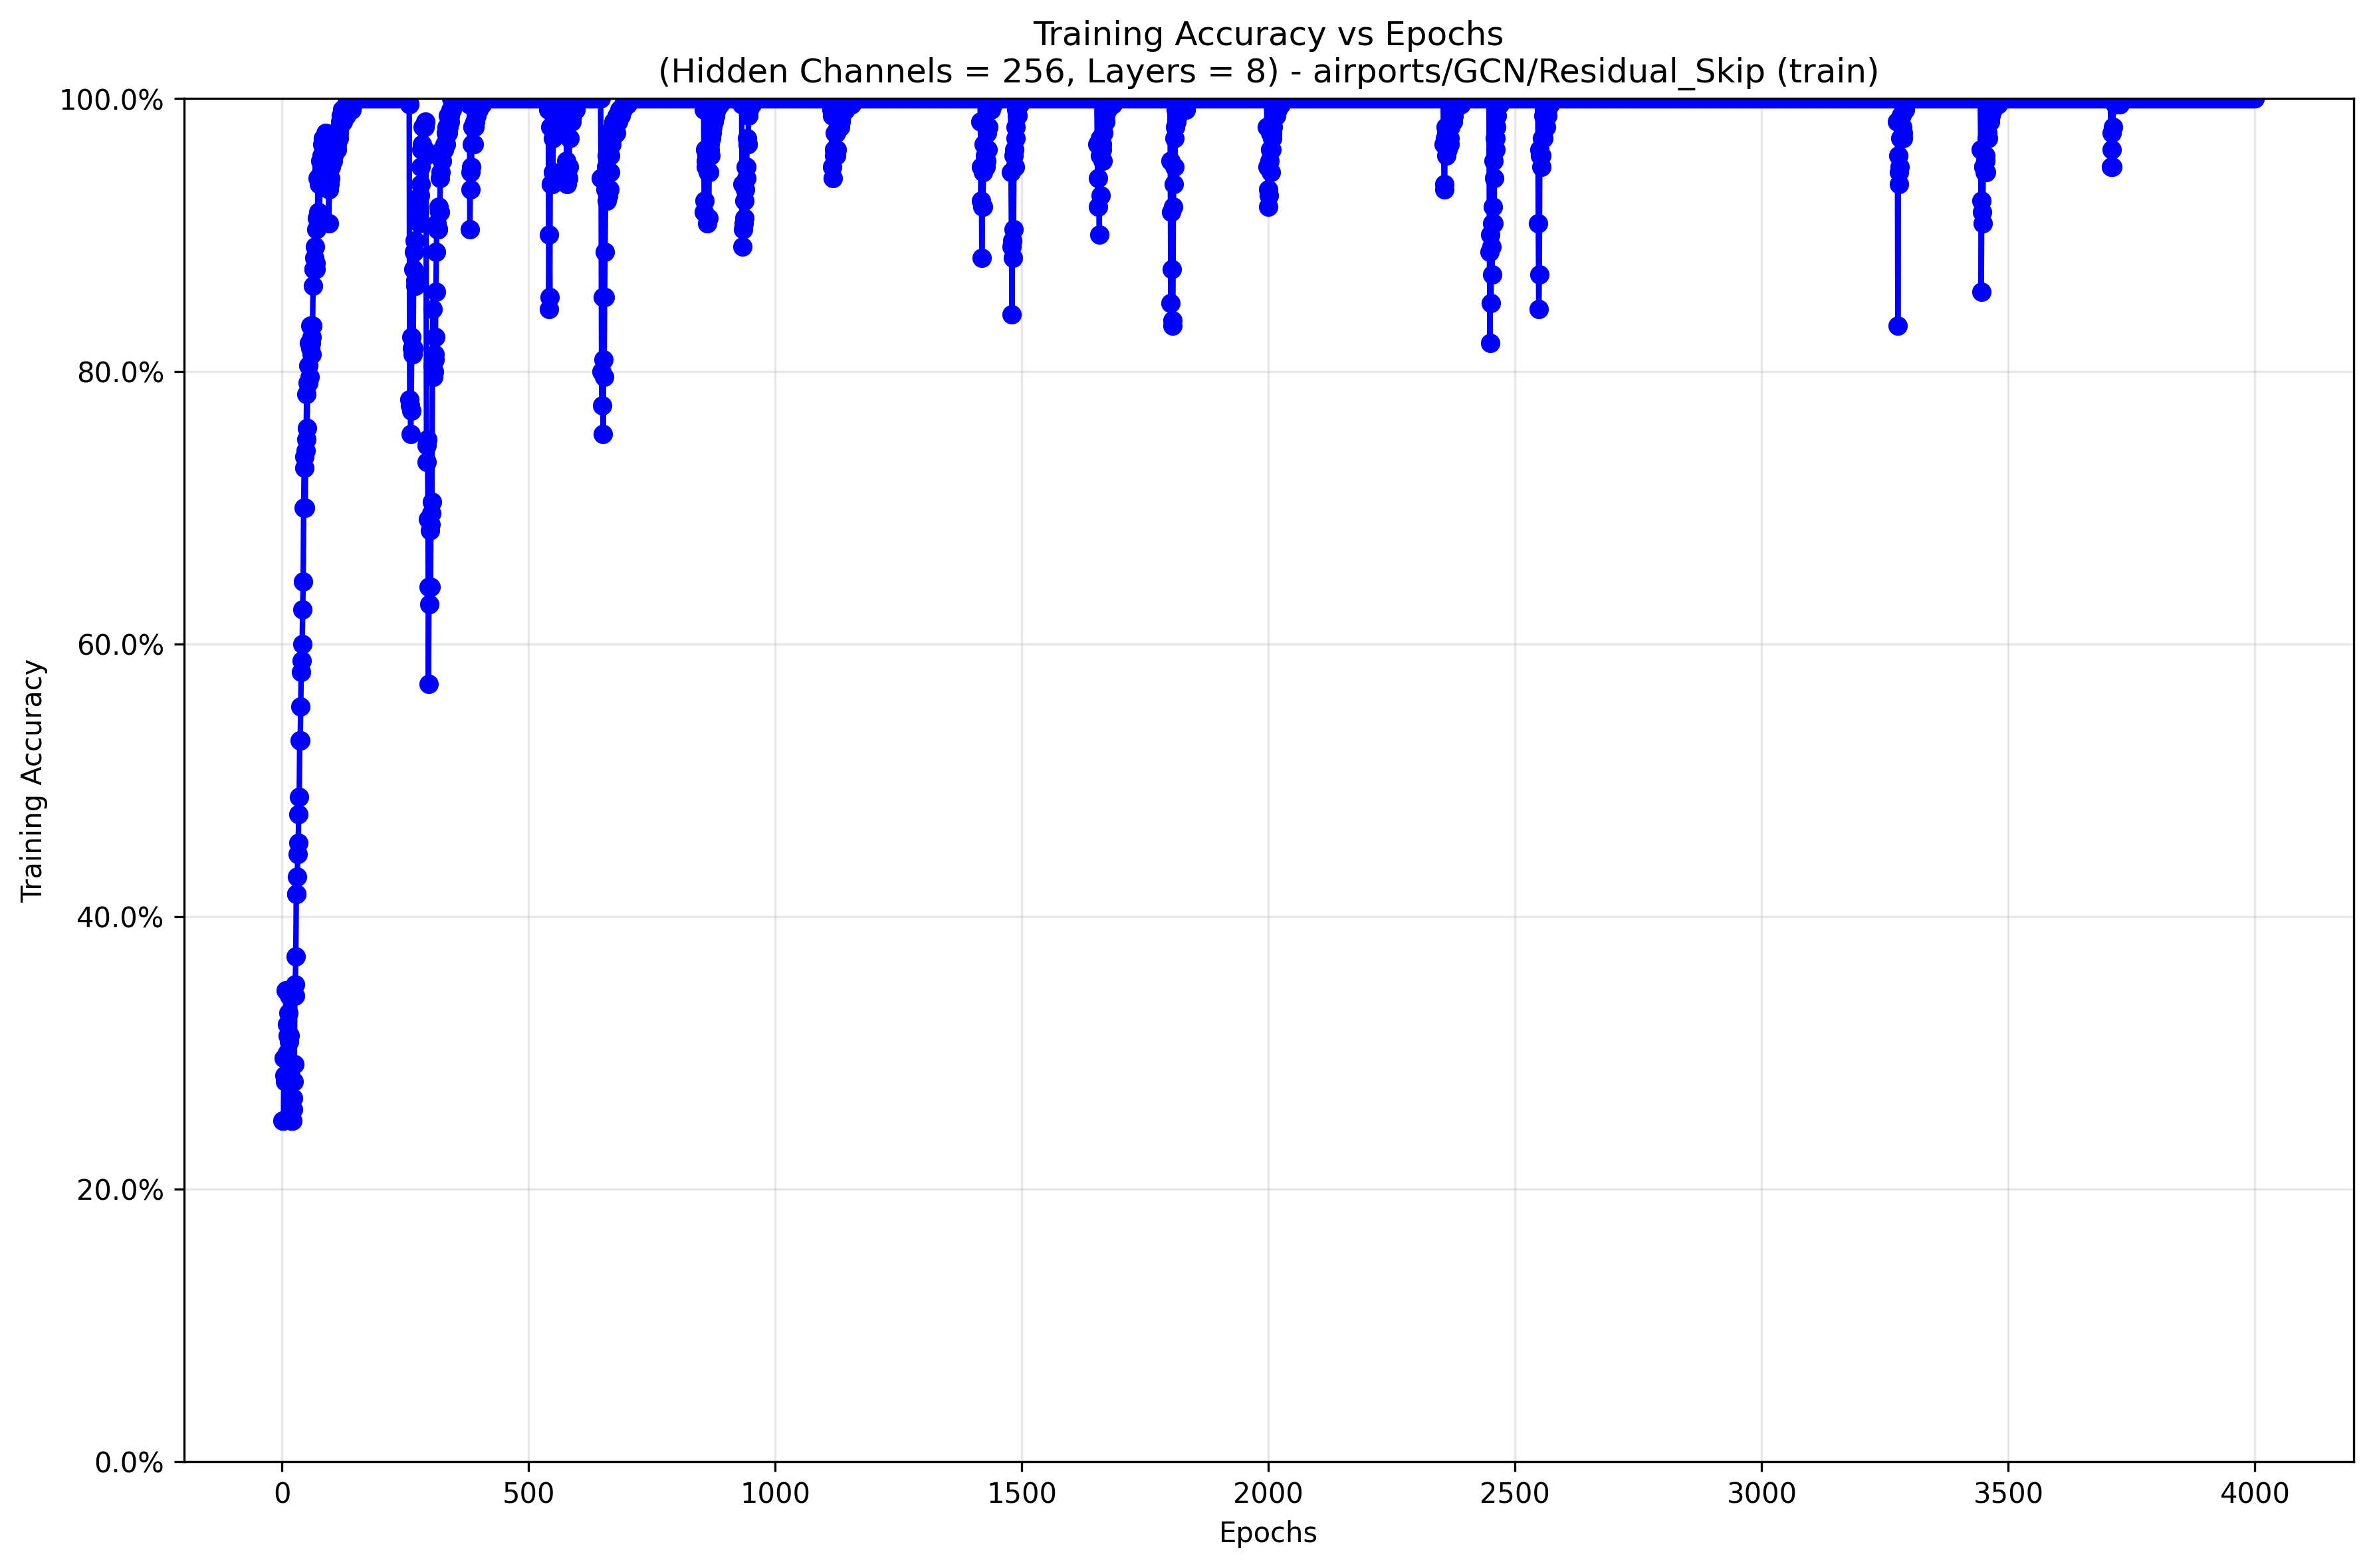 Training Accuracy vs Epochs
(Hidden Channels = 256, Layers = 8) - airports/GCN/Residual_Skip (train)
100.0%
80.0%
60.0%
40.0%
20.0%
0.0%
Training Accuracy
0 500 1000 1500 2000 2500 3000 3500 4000
Epochs